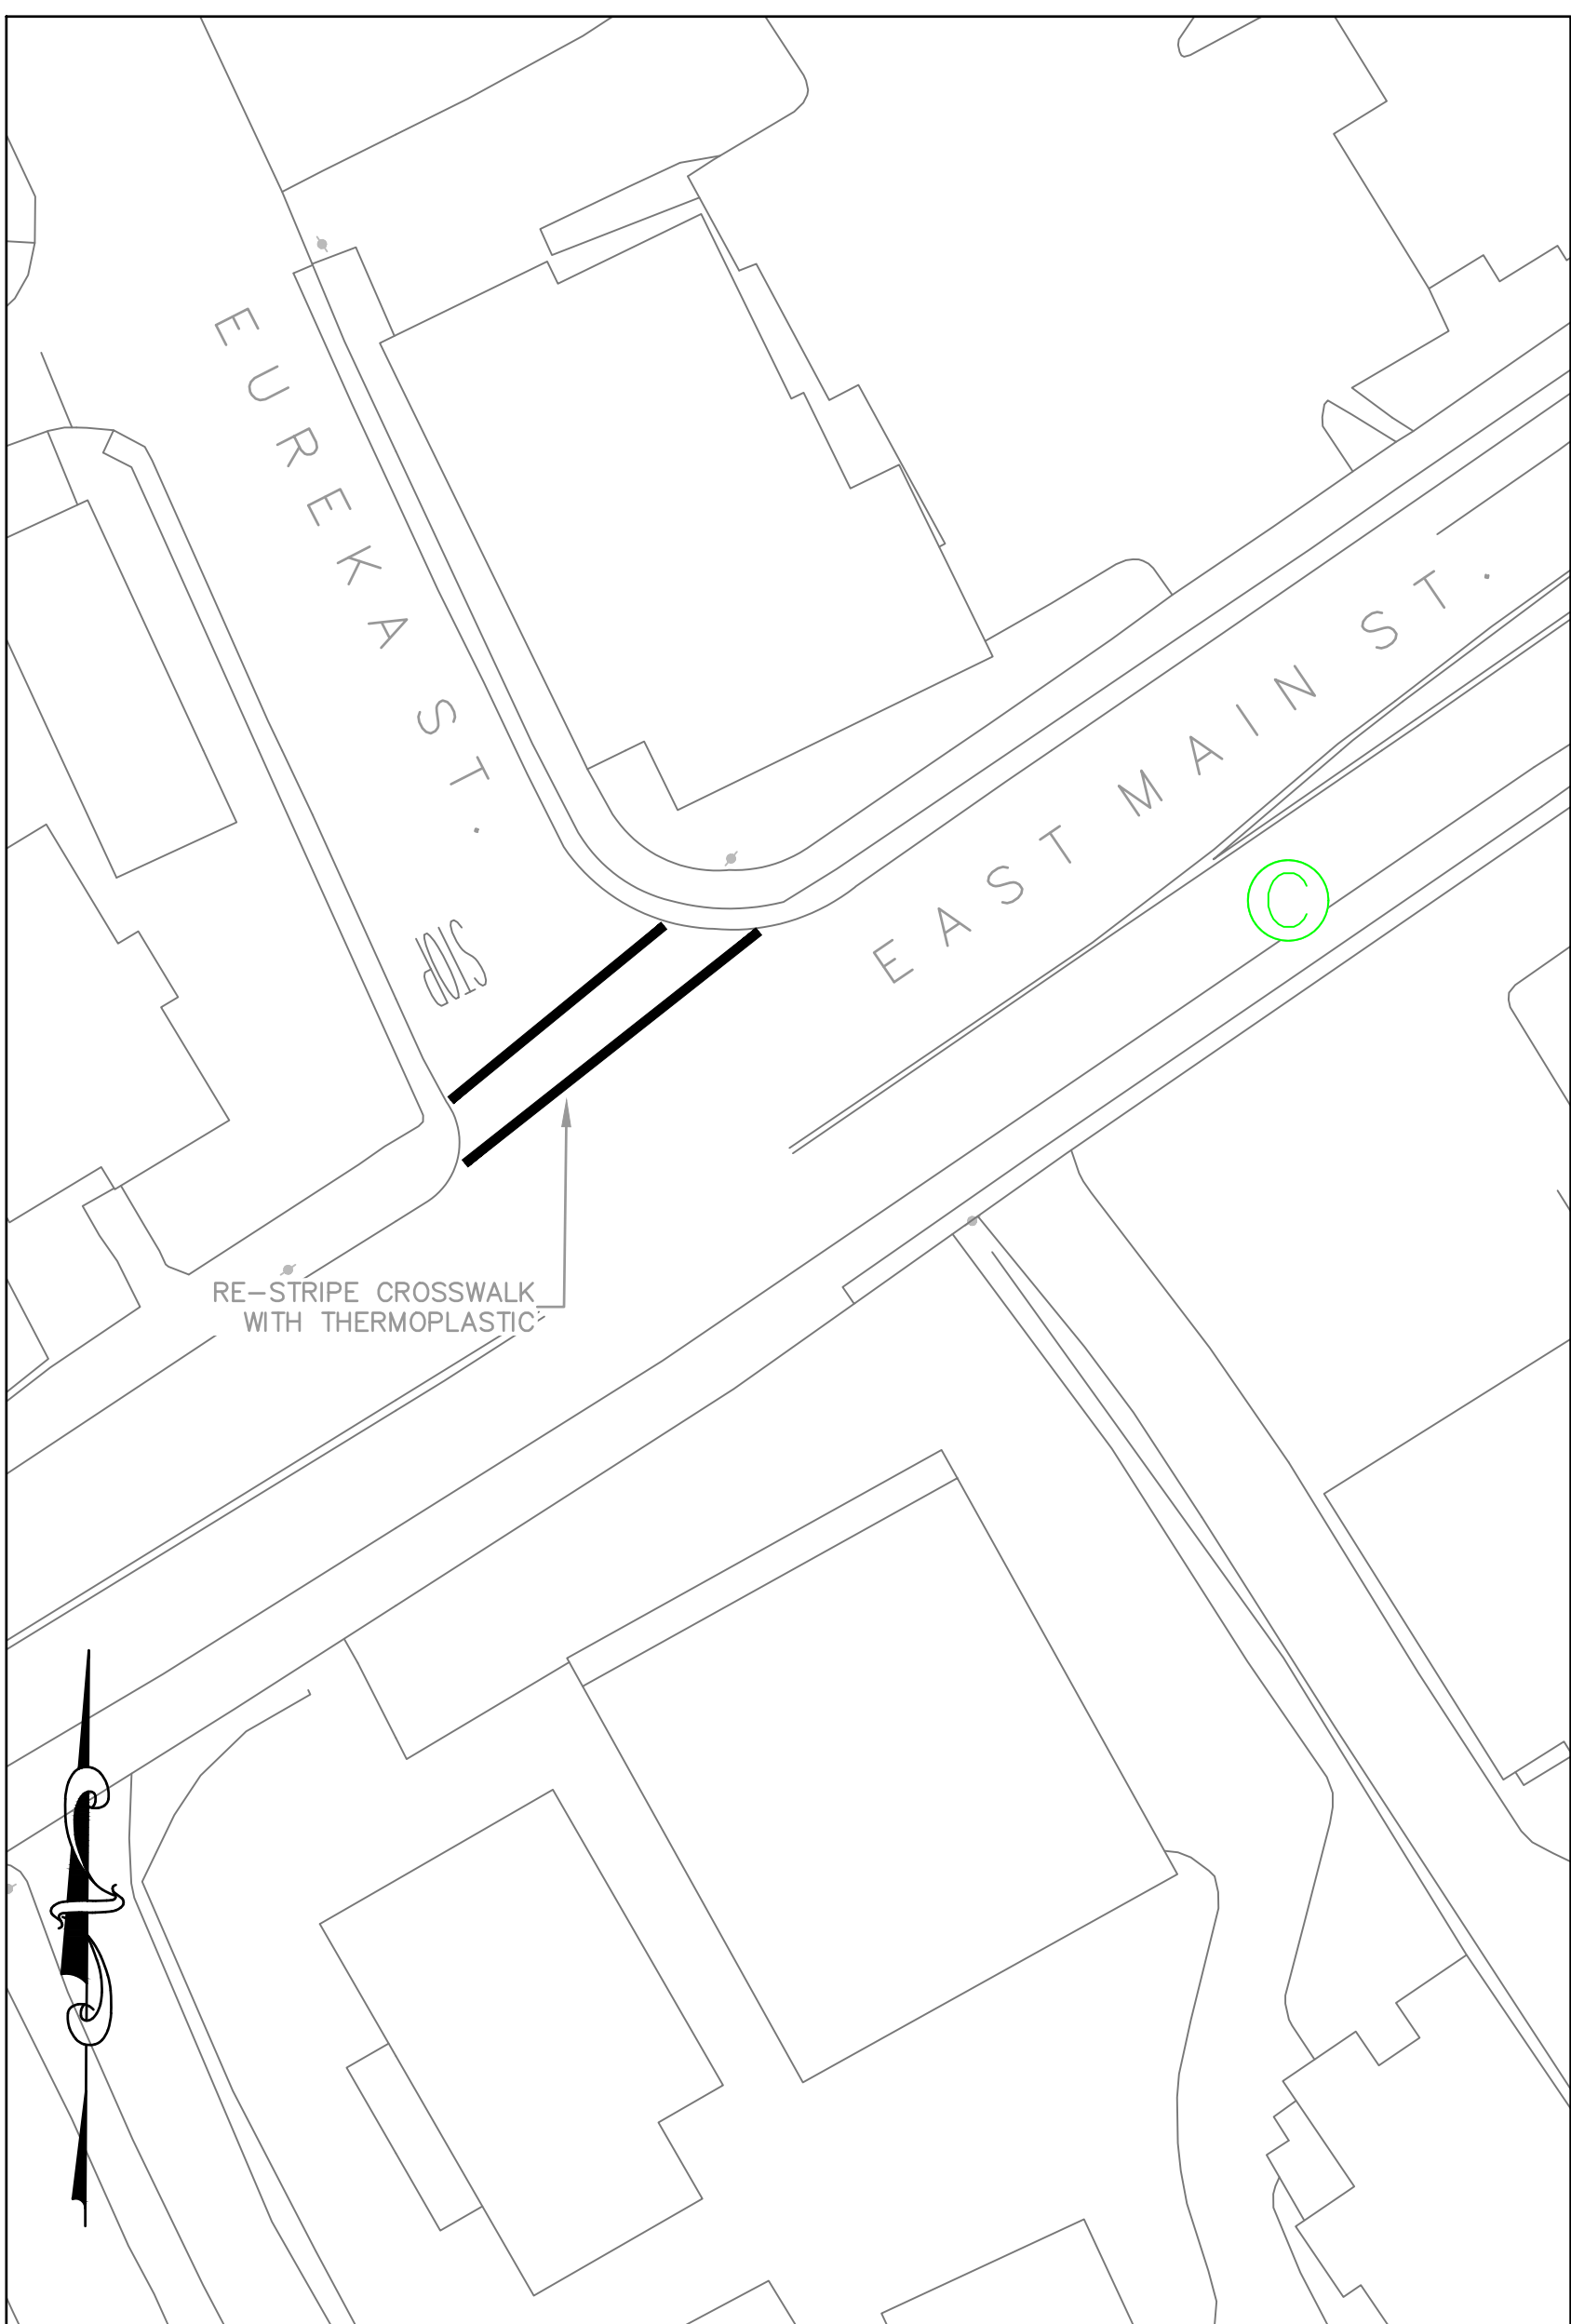 EUREKA ST.
STOP
EAST MAIN ST.
C
RE-STRIPE CROSSWALK
WITH THERMOPLASTIC